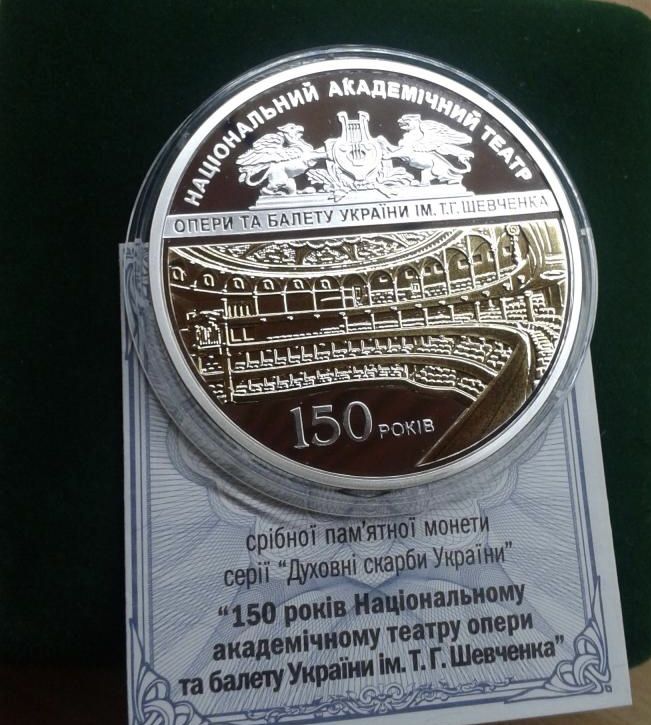 НАЦІОНАЛЬНИЙ АКАДЕМІЧНИЙ ТЕАТР
ОПЕРИ ТА БАЛЕТУ УКРАЇНИ ІМ. Т.Г. ШЕВЧЕНКА
150 РОКІВ
срібної пам’ятної монети
серії “Духовні скарби України”
“150 років Національному
академічному театру опери
та балету України ім. Т. Г. Шевченка”